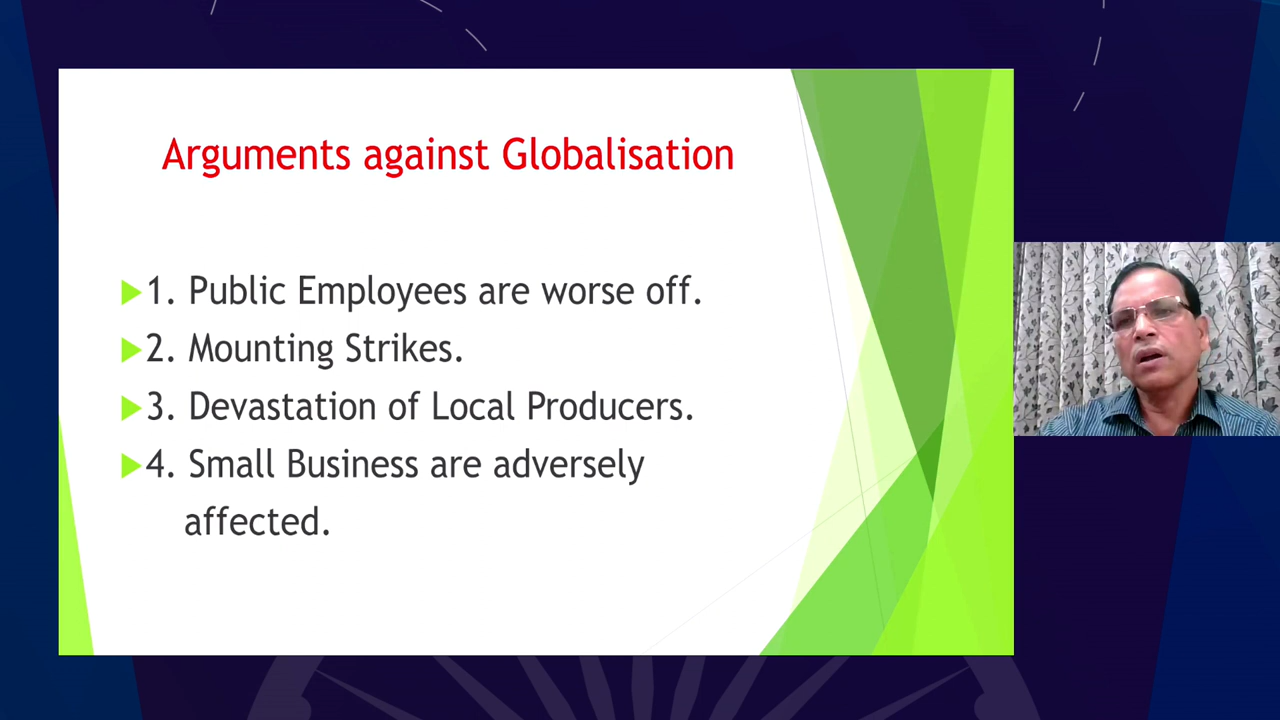 Arguments against Globalisation
1. Public Employees are worse off.
2. Mounting Strikes.
3. Devastation of Local Producers.
4. Small Business are adversely
affected.